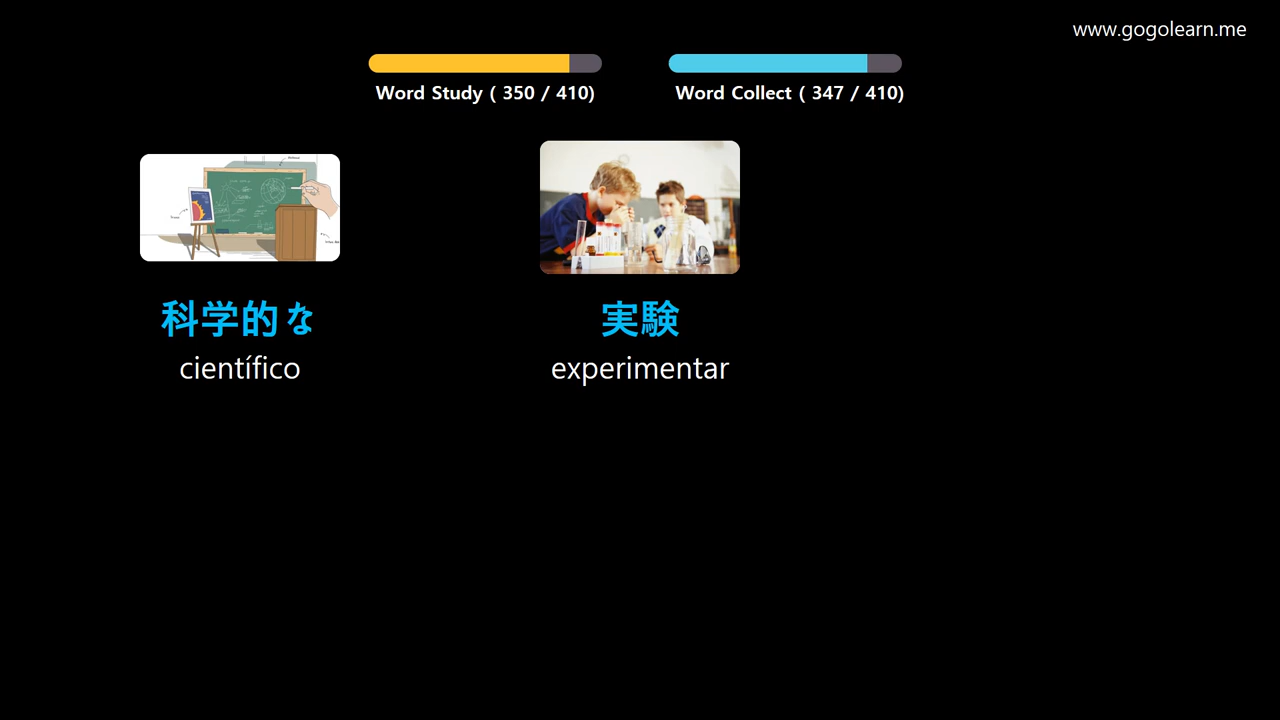 www.gogolearn.me
Word Study ( 350 / 410)
Word Collect ( 347 / 410)
科学的な
científico
実験
experimentar